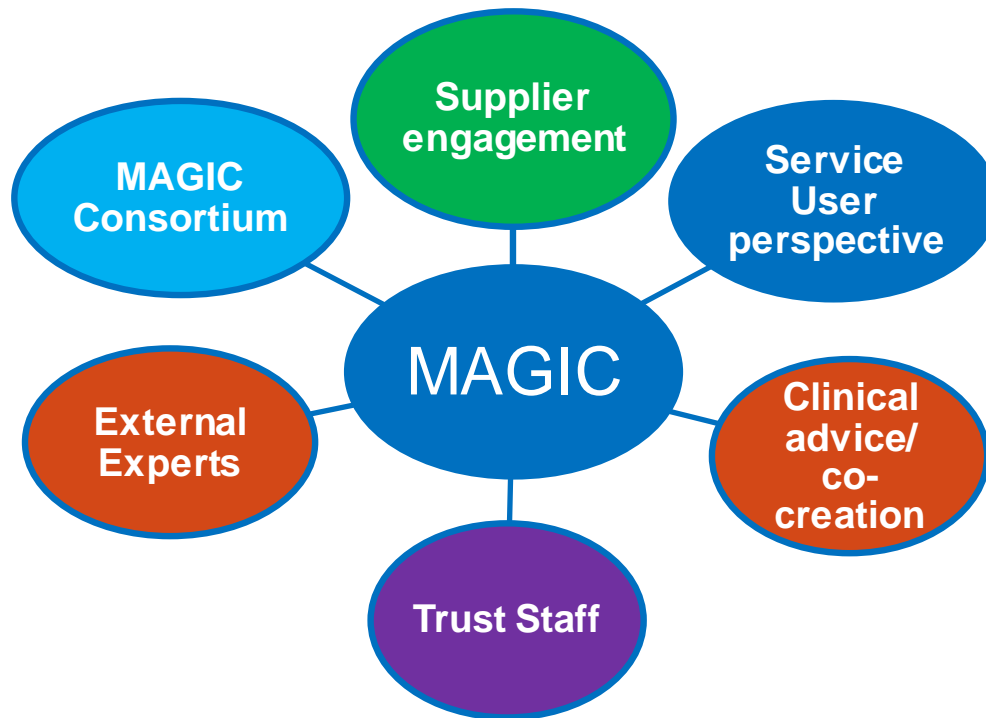 Supplier
engagement
MAGIC
Consortium
Service
User
perspective
MAGIC
External
Experts
Clinical
advice/
co-
creation
Trust Staff